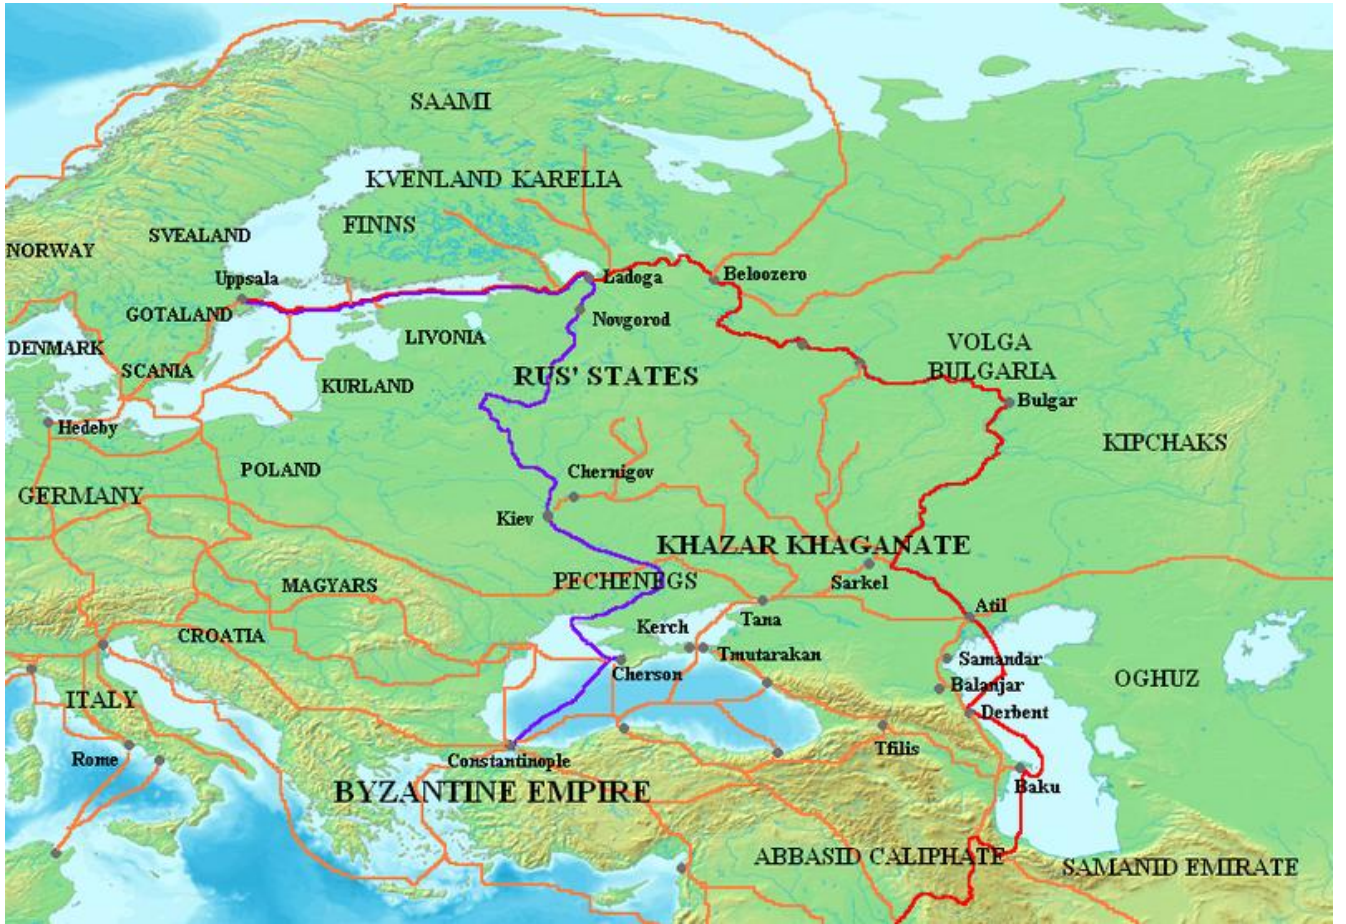 SAAMI
KVENLAND KARELIA
FINNS
SVEALAND
NORWAY
Uppsala
Ladoga
Beloozero
GOTALAND
Novgorod
LIVONIA
DENMARK
VOLGA
BULGARIA
SCANIA
RUS' STATES
KURLAND
Bulgar
Hedeby
KIPCHAKS
POLAND
Chernigov
GERMANY
Kiev
KHAZAR KHAGANATE
PECHENEGS
Sarkel
MAGYARS
Atil
Tana
Kerch
CROATIA
Tmutarakan
Samandar
Cherson
OGHUZ
Balanjar
ITALY
Derbent
Tfilis
Rome
Constantinople
Baku
BYZANTINE EMPIRE
ABBASID CALIPHATE
SAMANID EMIRATE